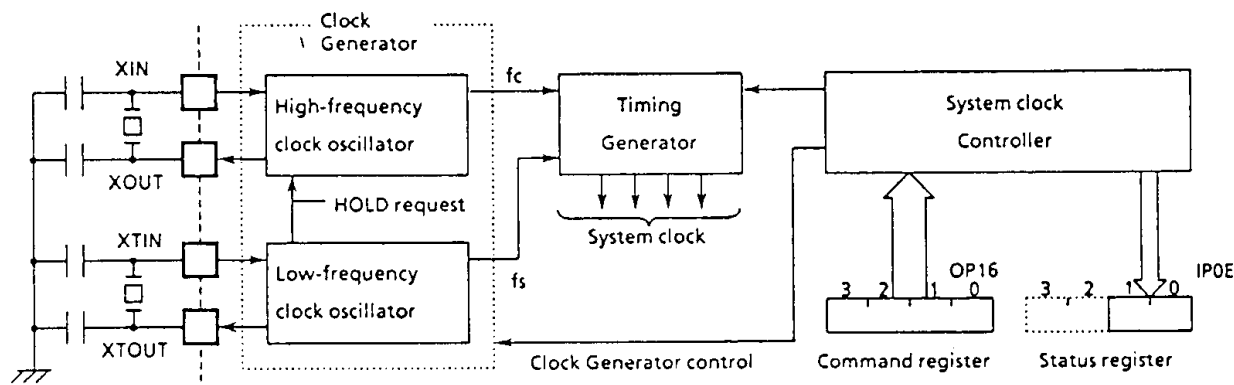 Clock
Generator
XIN
XOUT
XTIN
XTOUT
High-frequency
clock oscillator
HOLD request
Low-frequency
clock oscillator
fc
fs
Timing
Generator
System clock
System clock
Controller
Clock Generator control
OP16
3 2 1 0
Command register
IP0E
3 2 1 0
Status register